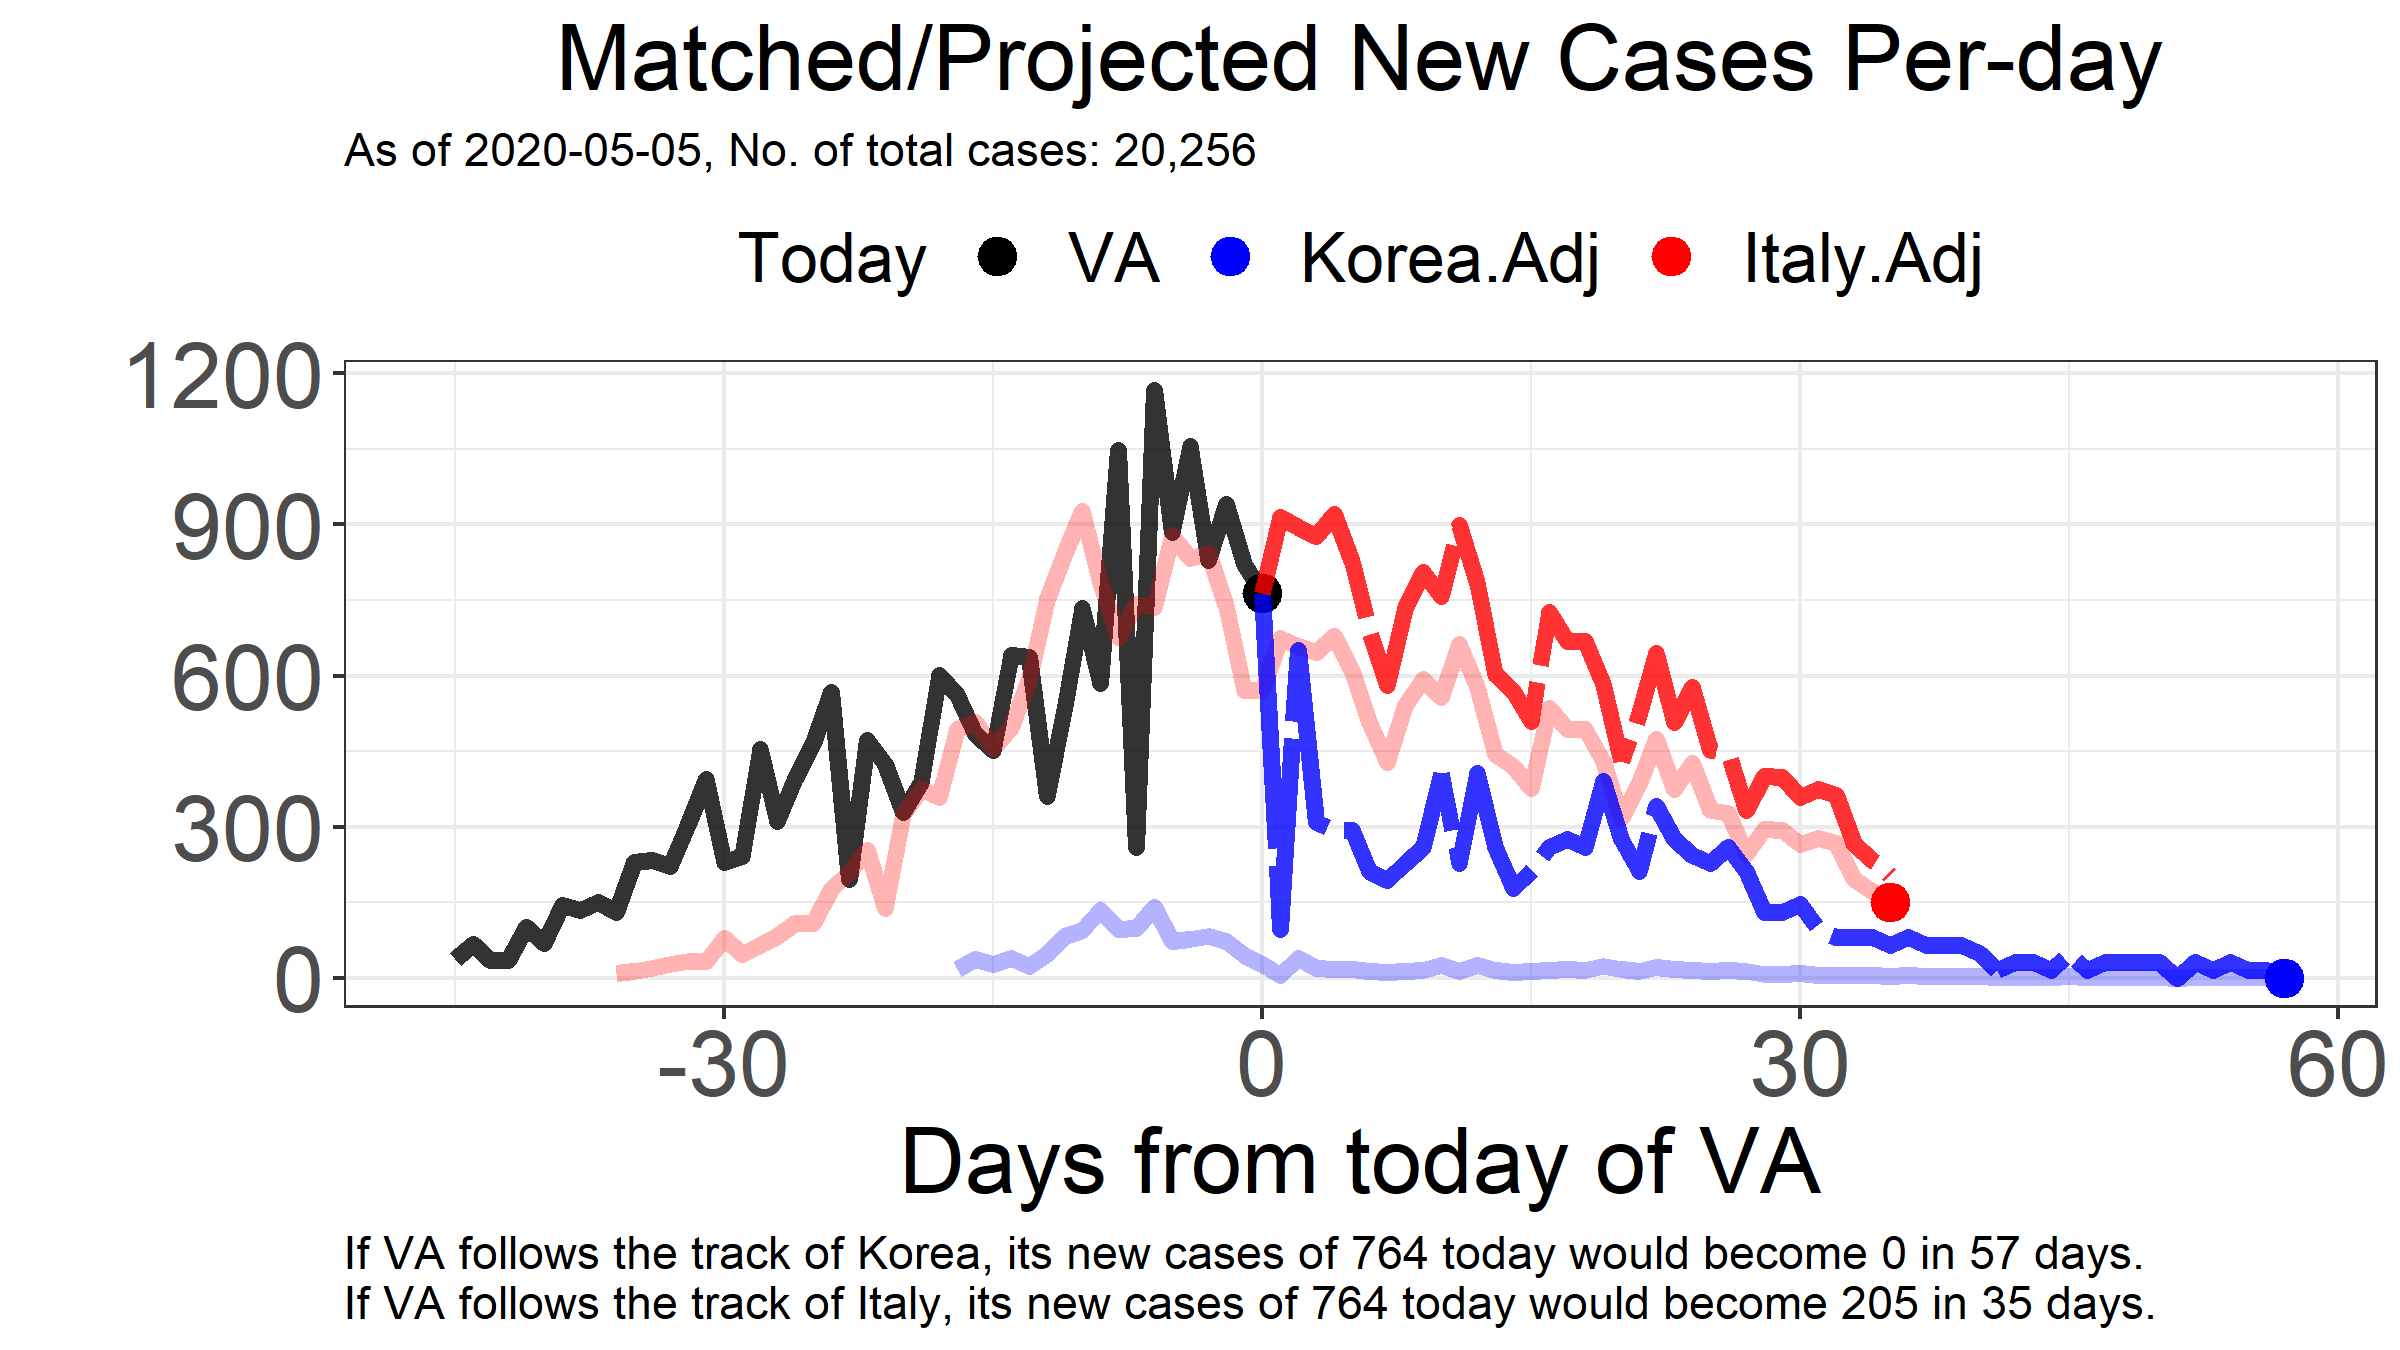 Matched/Projected New Cases Per-day
As of 2020-05-05, No. of total cases: 20,256
Today VA Korea.Adj Italy.Adj
1200
900
600
300
0
-30 0 30 60
Days from today of VA
If VA follows the track of Korea, its new cases of 764 today would become 0 in 57 days.
If VA follows the track of Italy, its new cases of 764 today would become 205 in 35 days.